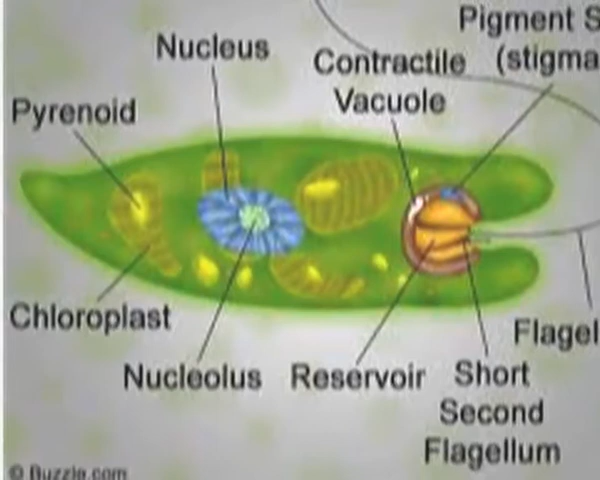 Pigment S
(stigma
Nucleus
Contractile
Vacuole
Pyrenoid
Chloroplast
Nucleolus
Reservoir
Short
Second
Flagellum
Flagel
© Buzzle.com